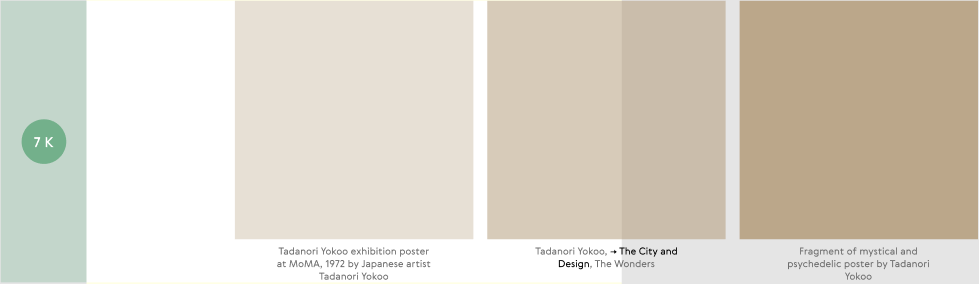 7 K
Tadanori Yokoo exhibition poster
at MoMA, 1972 by Japanese artist
Tadanori Yokoo
Tadanori Yokoo, → The City and
Design, The Wonders
Fragment of mystical and
psychedelic poster by Tadanori
Yokoo